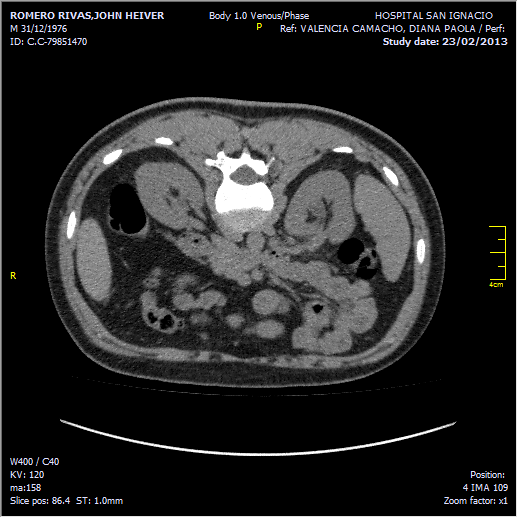 ROMERO RIVAS,JOHN HEIVER
M 31/12/1976
ID: C.C-79851470
Body 1.0 Venous/Phase
P
HOSPITAL SAN IGNACIO
Ref: VALENCIA CAMACHO, DIANA PAOLA / Perf:
Study date: 23/02/2013
R
4cm
W400 / C40
KV: 120
ma:158
Slice pos: 86.4 ST: 1.0mm
Position:
4 IMA 109
Zoom factor: x1